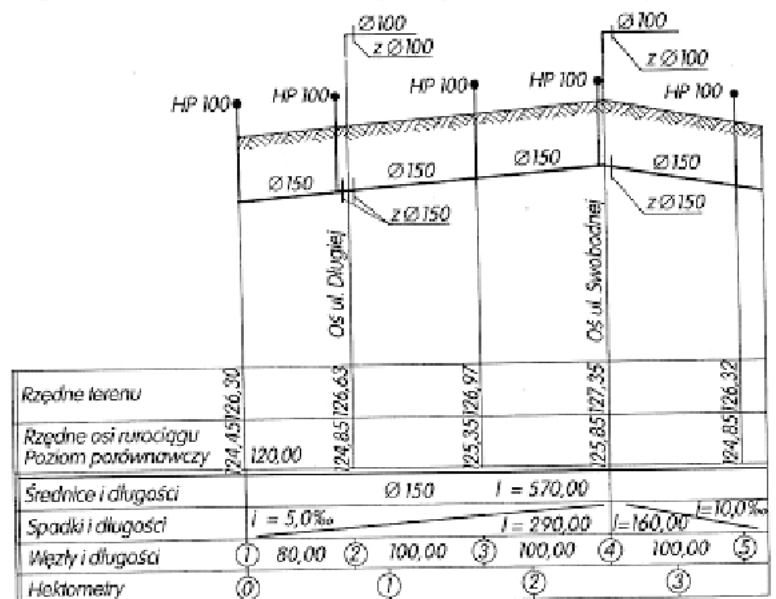 Ø100
z Ø100
Ø100
z Ø100
HP 100
HP 100
HP 100
HP 100
HP 100
Ø150
Ø150
Ø150
Ø150
z Ø150
z Ø150
Oś ul. Długiej
Oś ul. Swobodnej
Rzędne terenu 126,30 126,63 126,97 127,35 126,32
Rzędne osi rurociągu 124,45 124,85 125,35 125,85 124,85
Poziom porównawczy 120,00
Średnice i długości Ø 150 l = 570,00
Spadki i długości i = 5,0‰ l = 290,00 l=160,00 i=10,0‰
Węzły i długości 1 80,00 2 100,00 3 100,00 4 100,00 5
Hektometry 0 1 2 3